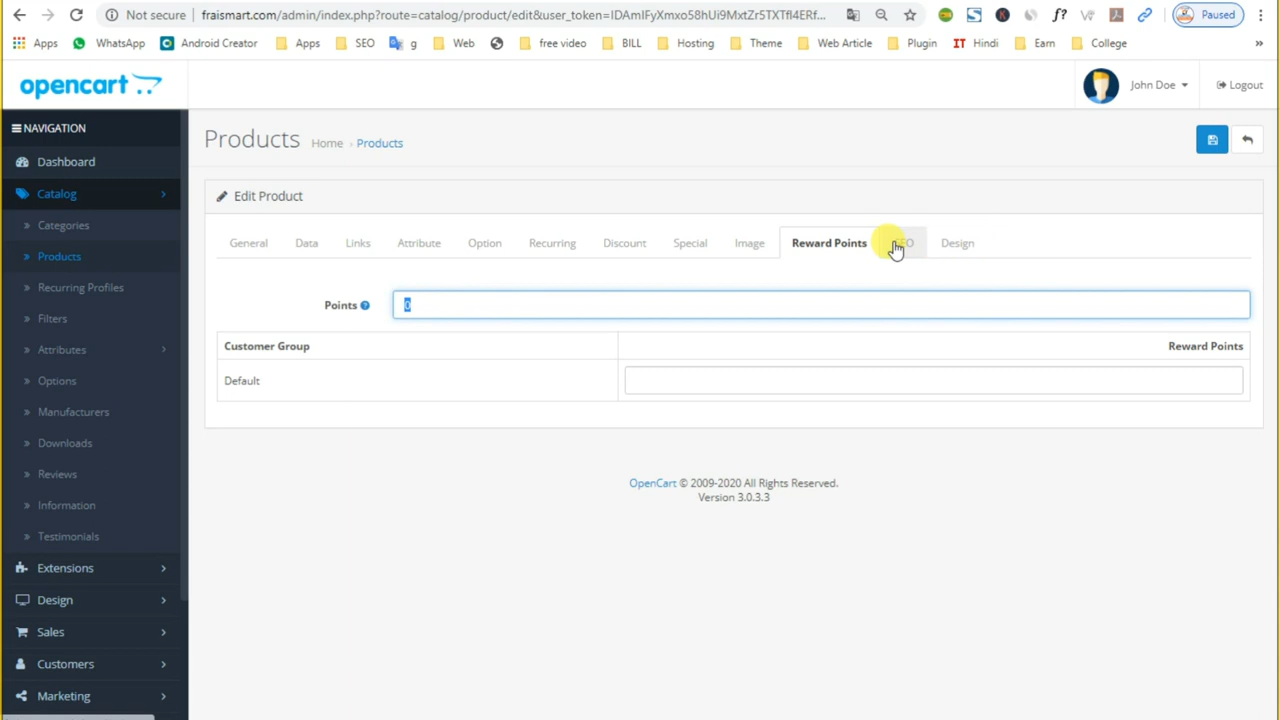 Not secure fraismart.com/admin/index.php?route=catalog/product/edit&user_token=IDAmIFyXmxo58hUi9MxtZr5TXTfl4ERf... Paused
Apps WhatsApp Android Creator Apps SEO g Web free video BILL Hosting Theme Web Article Plugin IT Hindi Earn College »
opencart
John Doe Logout
NAVIGATION
Products Home › Products
Dashboard
Catalog
Edit Product
Categories
General Data Links Attribute Option Recurring Discount Special Image Reward Points Design
Products
Recurring Profiles
Points 0
Filters
Customer Group Reward Points
Attributes
Default
Options
Manufacturers
Downloads
Reviews
OpenCart © 2009-2020 All Rights Reserved.
Version 3.0.3.3
Information
Testimonials
Extensions
Design
Sales
Customers
Marketing